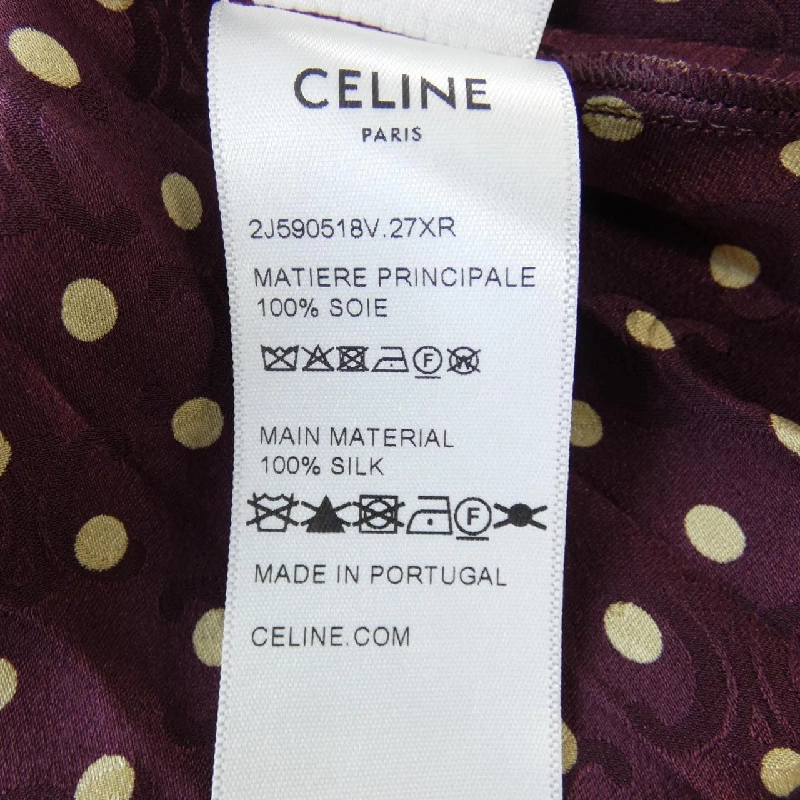 CELINE
PARIS
2J590518V.27XR
MATIERE PRINCIPALE
100% SOIE
F W
MAIN MATERIAL
100% SILK
F
MADE IN PORTUGAL
CELINE.COM